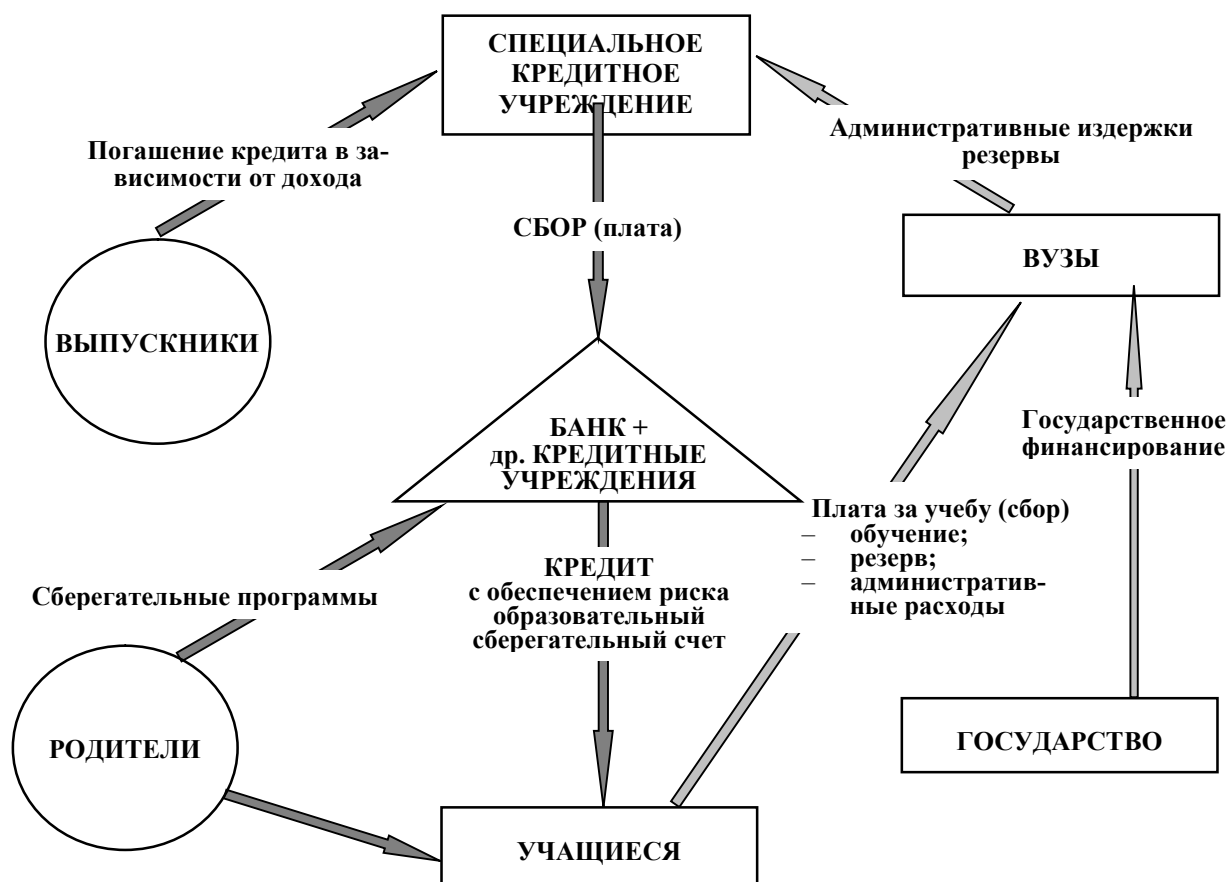 СПЕЦИАЛЬНОЕ
КРЕДИТНОЕ
УЧРЕЖДЕНИЕ
Административные издержки
резервы
Погашение кредита в за-
висимости от дохода
СБОР (плата)
ВУЗЫ
ВЫПУСКНИКИ
БАНК +
др. КРЕДИТНЫЕ
УЧРЕЖДЕНИЯ
Государственное
финансирование
Плата за учебу (сбор)
– обучение;
– резерв;
– административ-
ные расходы
КРЕДИТ
с обеспечением риска
образовательный
сберегательный счет
Сберегательные программы
РОДИТЕЛИ
ГОСУДАРСТВО
УЧАЩИЕСЯ